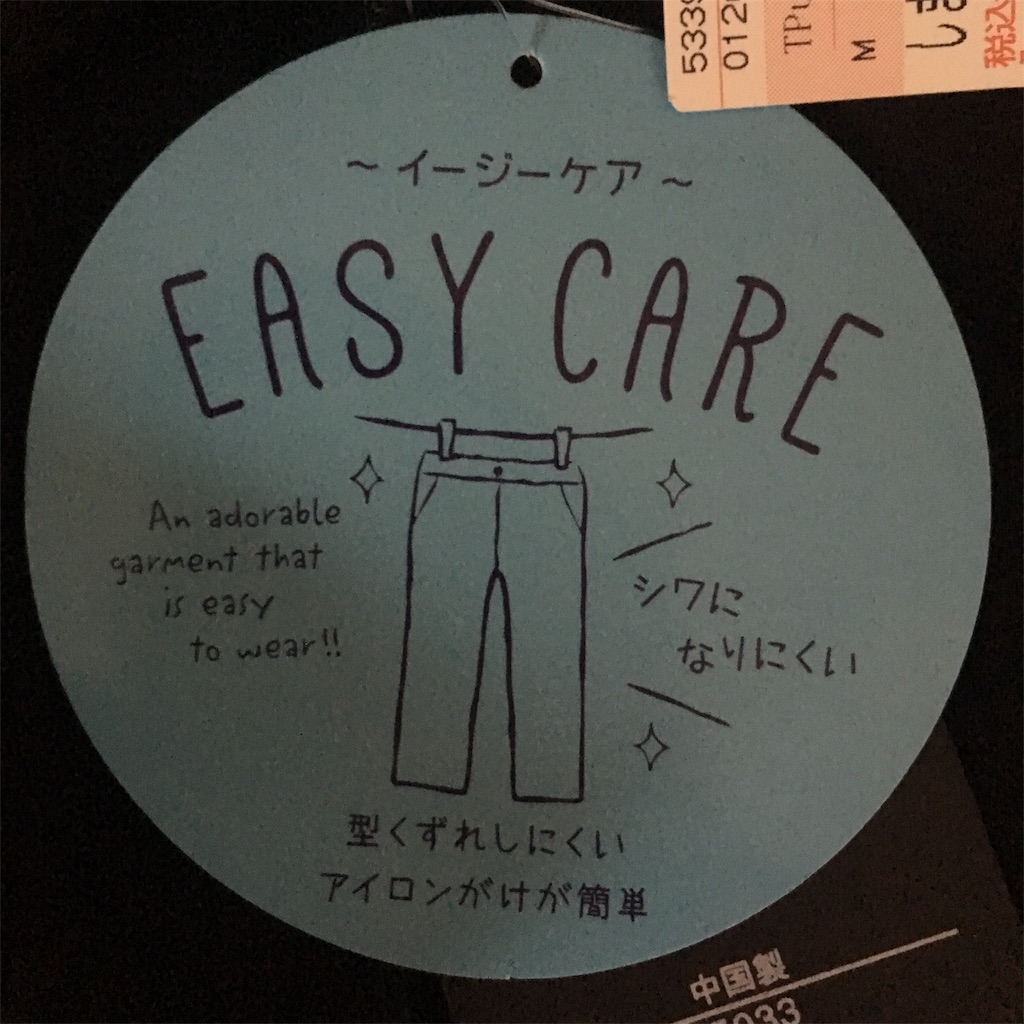 ~イージーケア~
EASY CARE
An adorable
garment that
is easy
to wear!!
シワに
なりにくい
型くずれしにくい
アイロンがけが簡単
M
税込
中国製